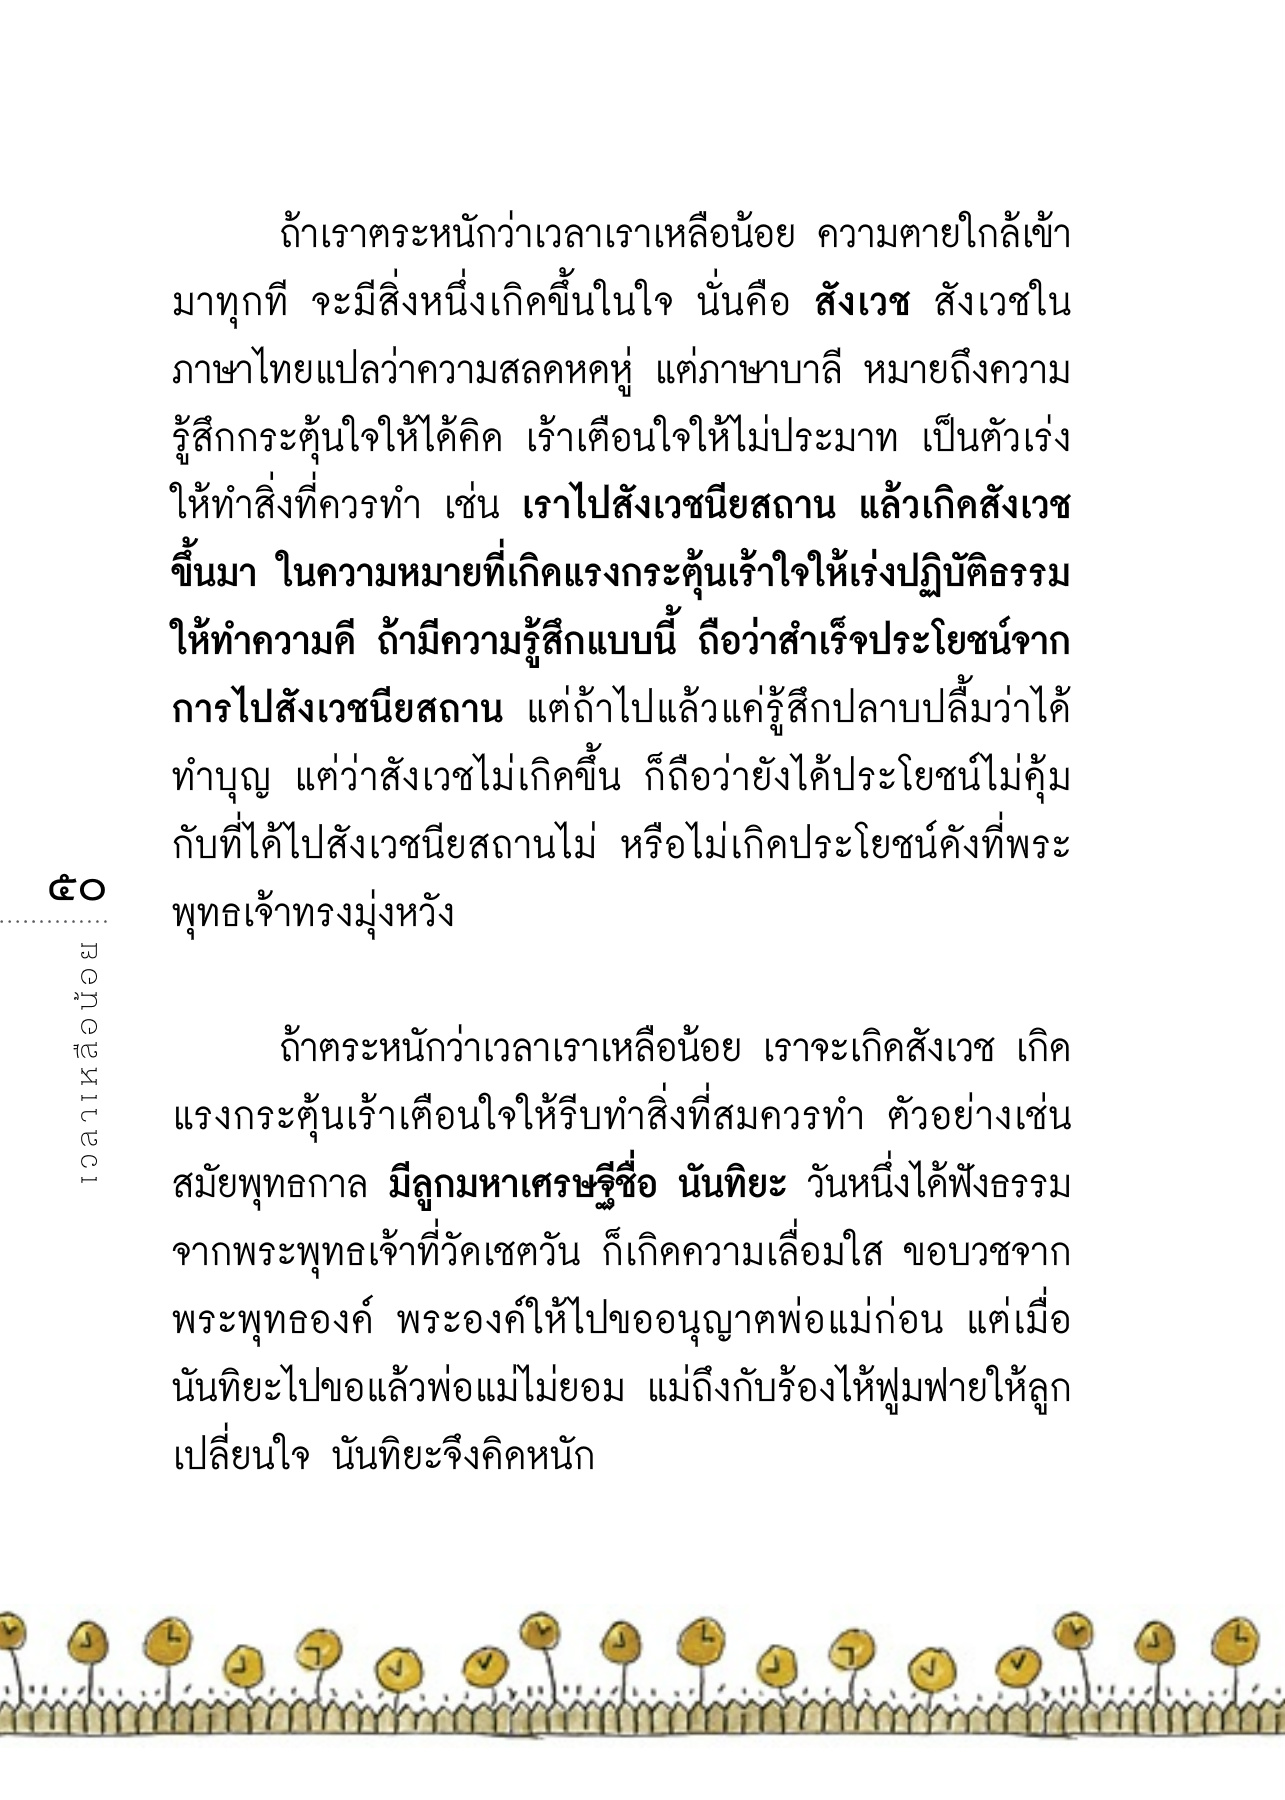 ถ้าเราตระหนักว่าเวลาเราเหลือน้อย ความตายใกล้เข้า
มาทุกที จะมีสิ่งหนึ่งเกิดขึ้นในใจ นั่นคือ สังเวช สังเวชใน
ภาษาไทยแปลว่าความสลดหดหู่ แต่ภาษาบาลี หมายถึงความ
รู้สึกกระตุ้นใจให้ได้คิด เร้าเตือนใจให้ไม่ประมาท เป็นตัวเร่ง
ให้ทำสิ่งที่ควรทำ เช่น เราไปสังเวชนียสถาน แล้วเกิดสังเวช
ขึ้นมา ในความหมายที่เกิดแรงกระตุ้นเร้าใจให้เร่งปฏิบัติธรรม
ให้ทำความดี ถ้ามีความรู้สึกแบบนี้ ถือว่าสำเร็จประโยชน์จาก
การไปสังเวชนียสถาน แต่ถ้าไปแล้วแค่รู้สึกปลาบปลื้มว่าได้
ทำบุญ แต่ว่าสังเวชไม่เกิดขึ้น ก็ถือว่ายังได้ประโยชน์ไม่คุ้ม
กับที่ได้ไปสังเวชนียสถานไม่ หรือไม่เกิดประโยชน์ดังที่พระ
พุทธเจ้าทรงมุ่งหวัง
ถ้าตระหนักว่าเวลาเราเหลือน้อย เราจะเกิดสังเวช เกิด
แรงกระตุ้นเร้าเตือนใจให้รีบทำสิ่งที่สมควรทำ ตัวอย่างเช่น
สมัยพุทธกาล มีลูกมหาเศรษฐีชื่อ นันทิยะ วันหนึ่งได้ฟังธรรม
จากพระพุทธเจ้าที่วัดเชตวัน ก็เกิดความเลื่อมใส ขอบวชจาก
พระพุทธองค์ พระองค์ให้ไปขออนุญาตพ่อแม่ก่อน แต่เมื่อ
นันทิยะไปขอแล้วพ่อแม่ไม่ยอม แม่ถึงกับร้องไห้ฟูมฟายให้ลูก
เปลี่ยนใจ นันทิยะจึงคิดหนัก
๕๐
เวลาเหลือน้อย